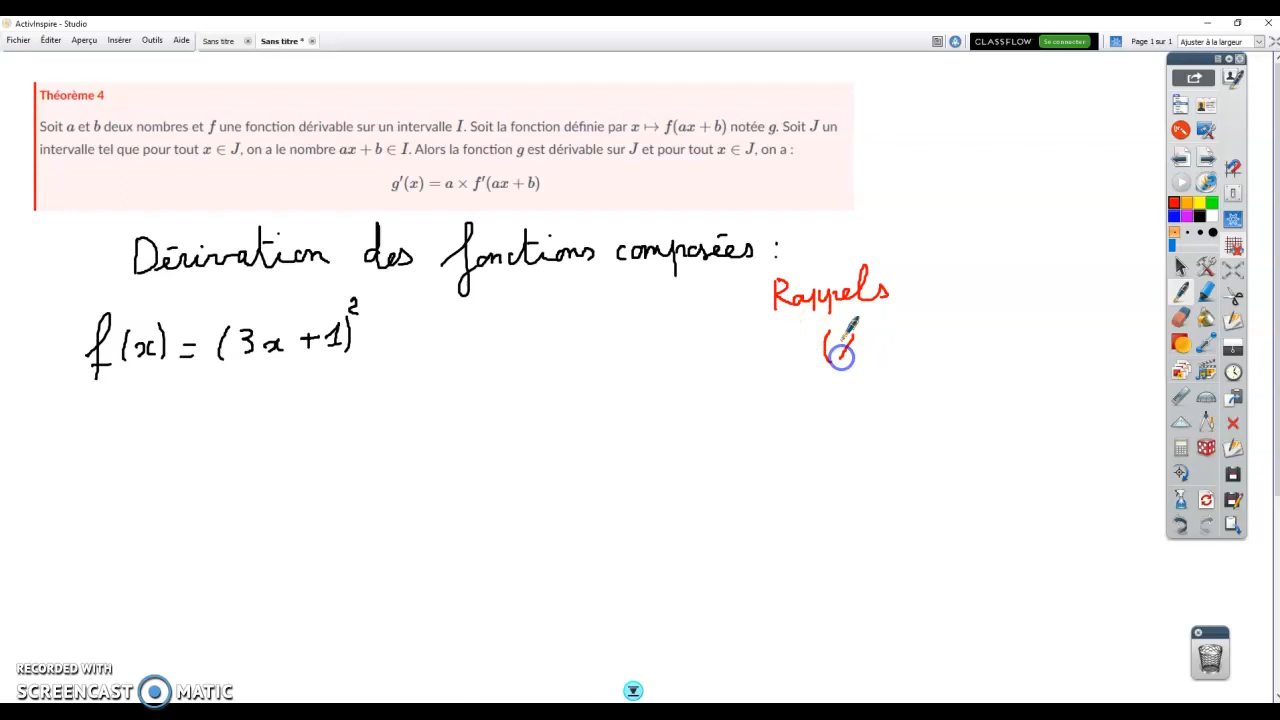 ActivInspire - Studio
Fichier Éditer Aperçu Insérer Outils Aide Sans titre Sans titre * CLASSFLOW Se connecter Page 1 sur 1 Ajuster à la largeur
Théorème 4
Soit a et b deux nombres et f une fonction dérivable sur un intervalle I. Soit la fonction définie par x ↦ f(ax + b) notée g. Soit J un
intervalle tel que pour tout x ∈ J, on a le nombre ax + b ∈ I. Alors la fonction g est dérivable sur J et pour tout x ∈ J, on a :
g′(x) = a × f′(ax + b)
Dérivation des fonctions composées :
Rappels
f(x) = (3x + 1)²
RECORDED WITH
SCREENCAST MATIC